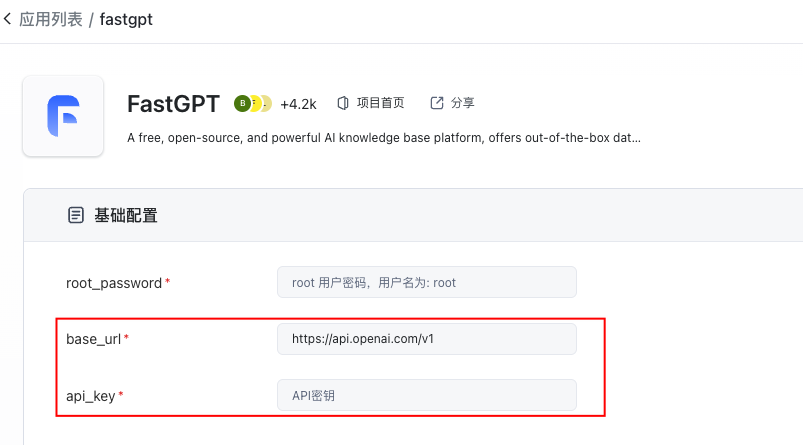 应用列表 / fastgpt
FastGPT +4.2k 项目首页 分享
A free, open-source, and powerful AI knowledge base platform, offers out-of-the-box dat...
基础配置
root_password * root 用户密码，用户名为: root
base_url * https://api.openai.com/v1
api_key * API密钥